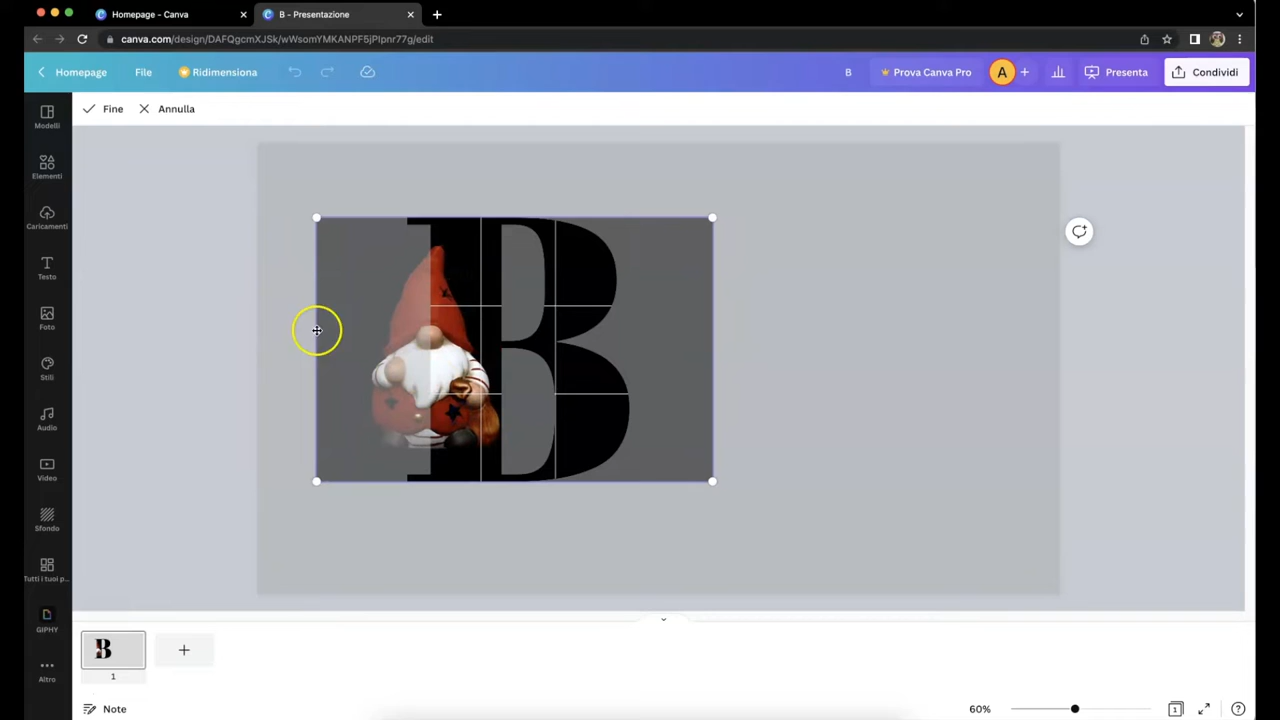 Homepage - Canva
B - Presentazione
canva.com/design/DAFQgcmXJSk/wWsomYMKANPF5jPIpnr77g/edit
Homepage
File
Ridimensiona
B
Prova Canva Pro
A
Presenta
Condividi
Fine
Annulla
Modelli
Elementi
Caricamenti
Testo
Foto
Stili
Audio
Video
Sfondo
Tutti i tuoi p...
GIPHY
Altro
B
B
1
Note
60%
1